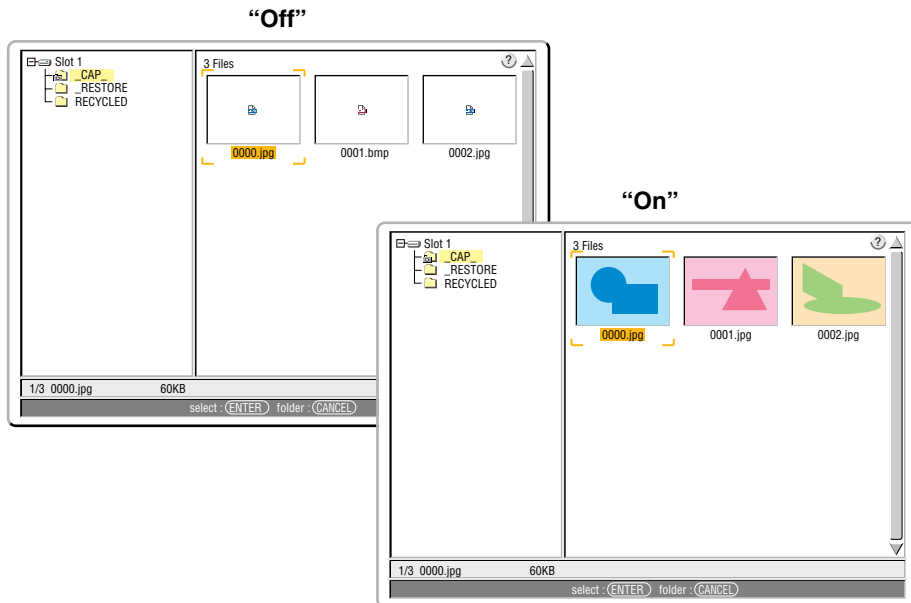 “Off”
Slot 1
_CAP_
_RESTORE
RECYCLED
3 Files
?
0000.jpg
0001.bmp
0002.jpg
1/3 0000.jpg 60KB
select : ENTER folder : CANCEL
“On”
Slot 1
_CAP_
_RESTORE
RECYCLED
3 Files
?
0000.jpg
0001.jpg
0002.jpg
1/3 0000.jpg 60KB
select : ENTER folder : CANCEL